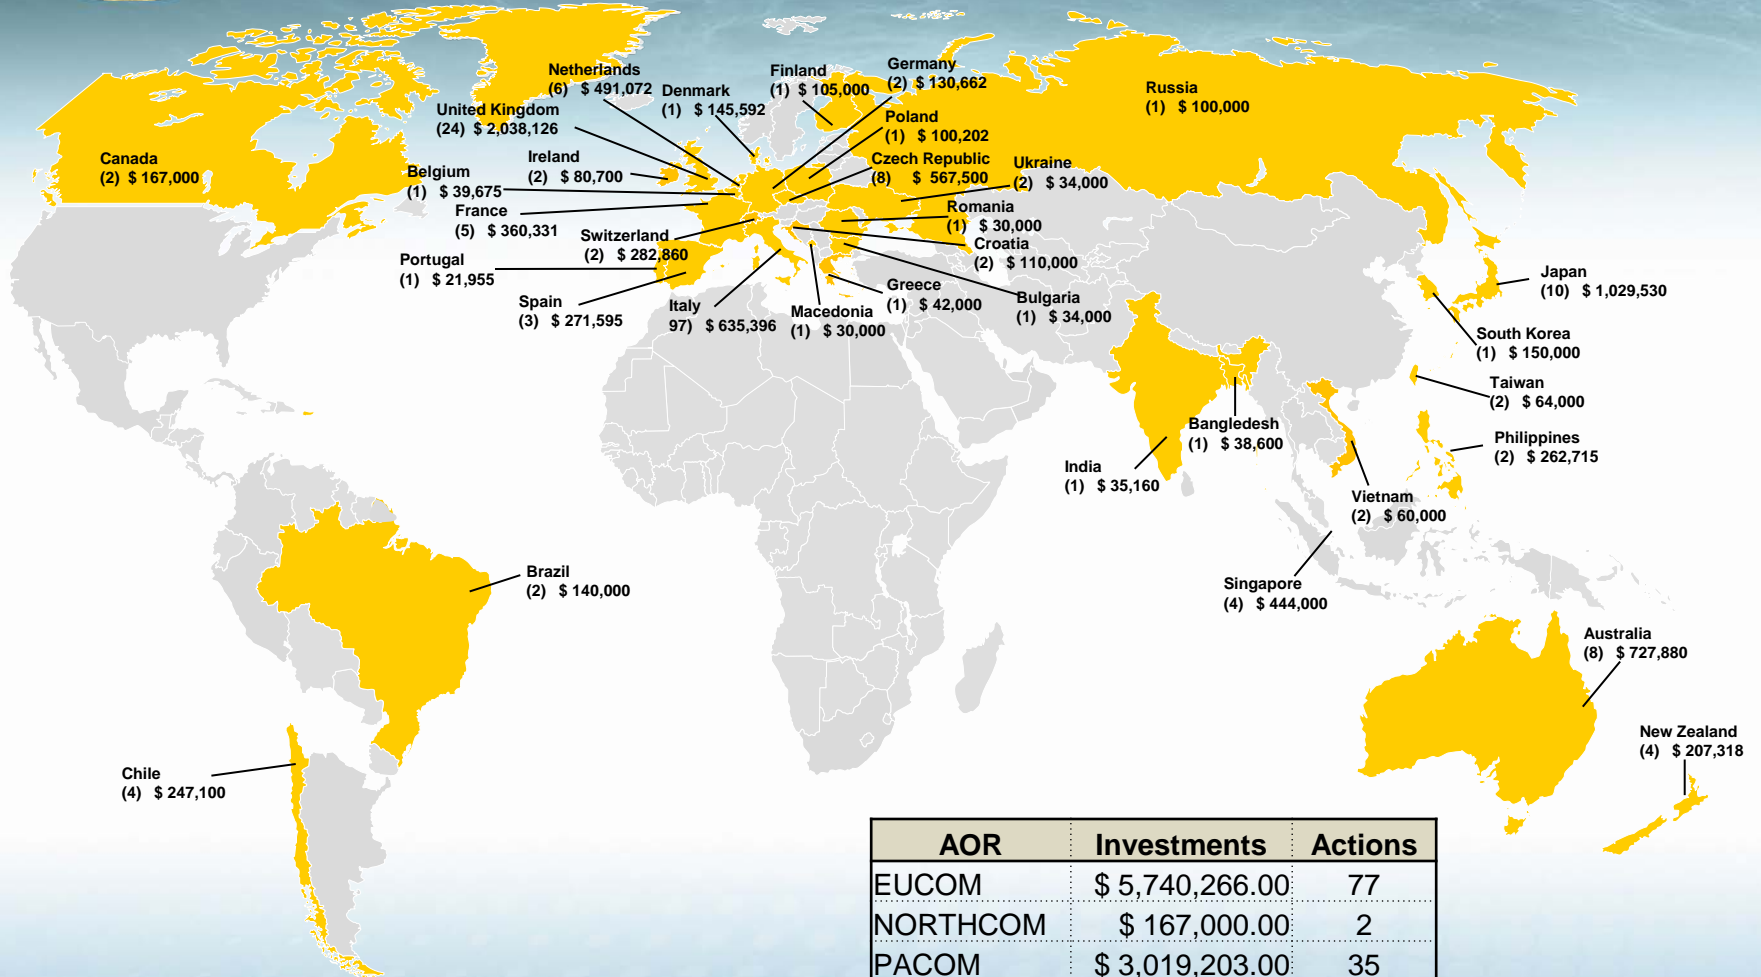 Netherlands
(6) $ 491,072
Denmark
(1) $ 145,592
Finland
(1) $ 105,000
Germany
(2) $ 130,662
Russia
(1) $ 100,000
United Kingdom
(24) $ 2,038,126
Poland
(1) $ 100,202
Canada
(2) $ 167,000
Belgium
(1) $ 39,675
Ireland
(2) $ 80,700
Czech Republic
(8) $ 567,500
Ukraine
(2) $ 34,000
France
(5) $ 360,331
Romania
(1) $ 30,000
Switzerland
(2) $ 282,860
Croatia
(2) $ 110,000
Portugal
(1) $ 21,955
Spain
(3) $ 271,595
Italy
97) $ 635,396
Macedonia
(1) $ 30,000
Greece
(1) $ 42,000
Bulgaria
(1) $ 34,000
Japan
(10) $ 1,029,530
South Korea
(1) $ 150,000
Taiwan
(2) $ 64,000
Bangledesh
(1) $ 38,600
Philippines
(2) $ 262,715
India
(1) $ 35,160
Vietnam
(2) $ 60,000
Brazil
(2) $ 140,000
Singapore
(4) $ 444,000
Australia
(8) $ 727,880
New Zealand
(4) $ 207,318
Chile
(4) $ 247,100
AOR Investments Actions
EUCOM $ 5,740,266.00 77
NORTHCOM $ 167,000.00 2
PACOM $ 3,019,203.00 35